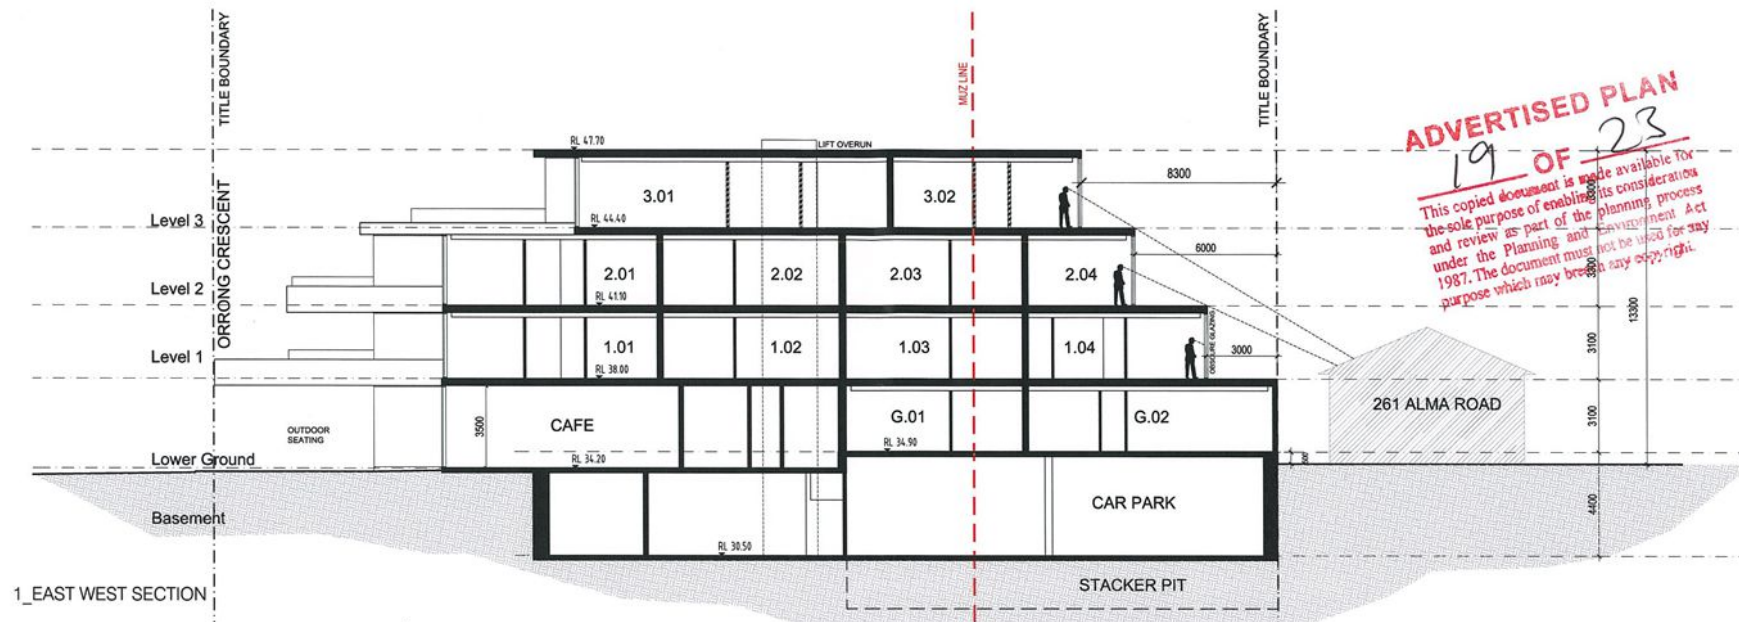 TITLE BOUNDARY
ORRONG CRESCENT
MUZ LINE
TITLE BOUNDARY
ADVERTISED PLAN
19 OF 23
This copied document is made available for
the sole purpose of enabling its consideration
and review as part of the planning process
under the Planning and Environment Act
1987. The document must not be used for any
purpose which may breach any copyright.
RL 47.70
LIFT OVERUN
8300
3.01
3.02
3300
Level 3
RL 44.40
6000
2.01
2.02
2.03
2.04
3300
13300
Level 2
RL 41.10
OBSCURE GLAZING
1.01
1.02
1.03
1.04
3000
3100
Level 1
RL 38.00
OUTDOOR
SEATING
3500
CAFE
G.01
G.02
261 ALMA ROAD
3100
RL 34.90
Lower Ground
RL 34.20
CAR PARK
4400
Basement
RL 30.50
STACKER PIT
1_EAST WEST SECTION